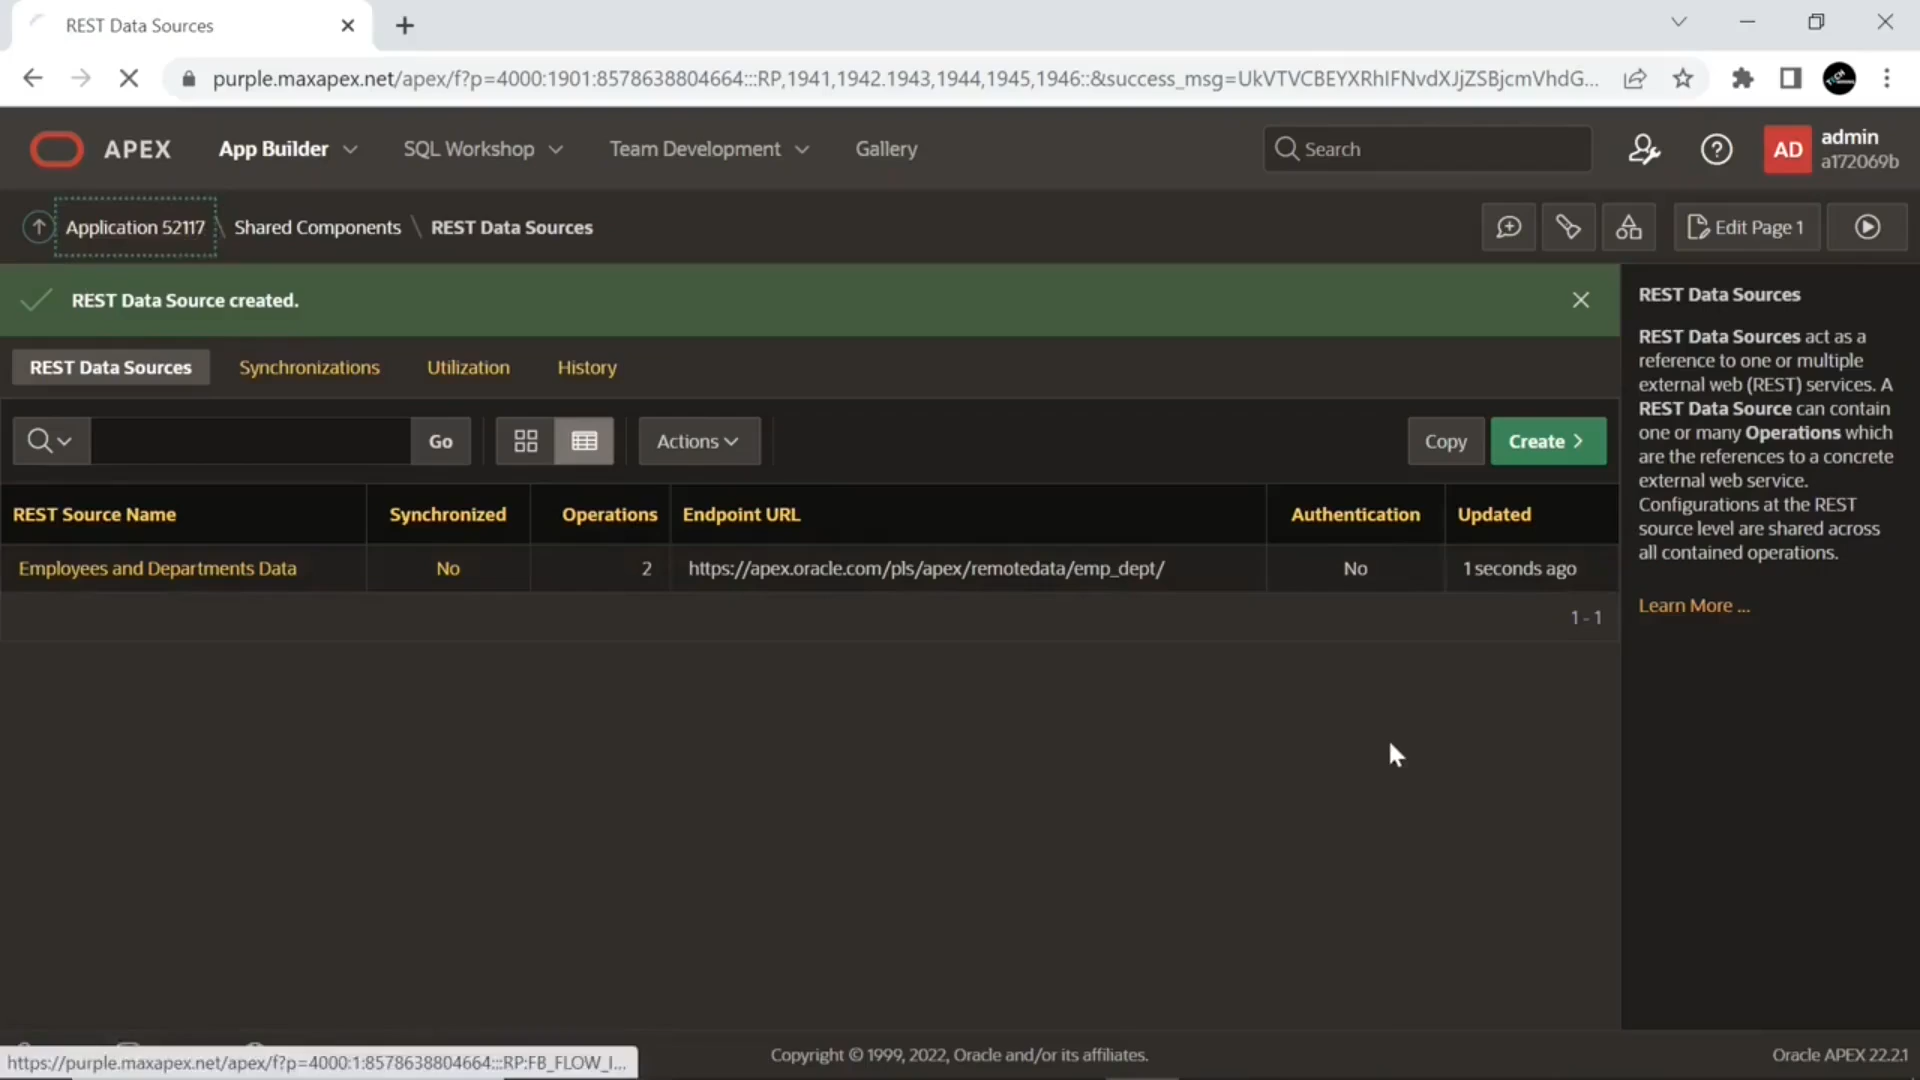 REST Data Sources
purple.maxapex.net/apex/f?p=4000:1901:8578638804664:::RP,1941,1942.1943,1944,1945,1946::&success_msg=UkVTVCBEYXRhIFNvdXJjZSBjcmVhdG...
APEX App Builder SQL Workshop Team Development Gallery Search AD admin
a172069b
Application 52117 \ Shared Components \ REST Data Sources Edit Page 1
REST Data Source created.
REST Data Sources Synchronizations Utilization History
Go Actions Copy Create
REST Source Name Synchronized Operations Endpoint URL Authentication Updated
Employees and Departments Data No 2 https://apex.oracle.com/pls/apex/remotedata/emp_dept/ No 1 seconds ago
1 - 1
REST Data Sources
REST Data Sources act as a
reference to one or multiple
external web (REST) services. A
REST Data Source can contain
one or many Operations which
are the references to a concrete
external web service.
Configurations at the REST
source level are shared across
all contained operations.
Learn More ...
https://purple.maxapex.net/apex/f?p=4000:1:8578638804664:::RP:FB_FLOW_I...
Copyright © 1999, 2022, Oracle and/or its affiliates.
Oracle APEX 22.2.1